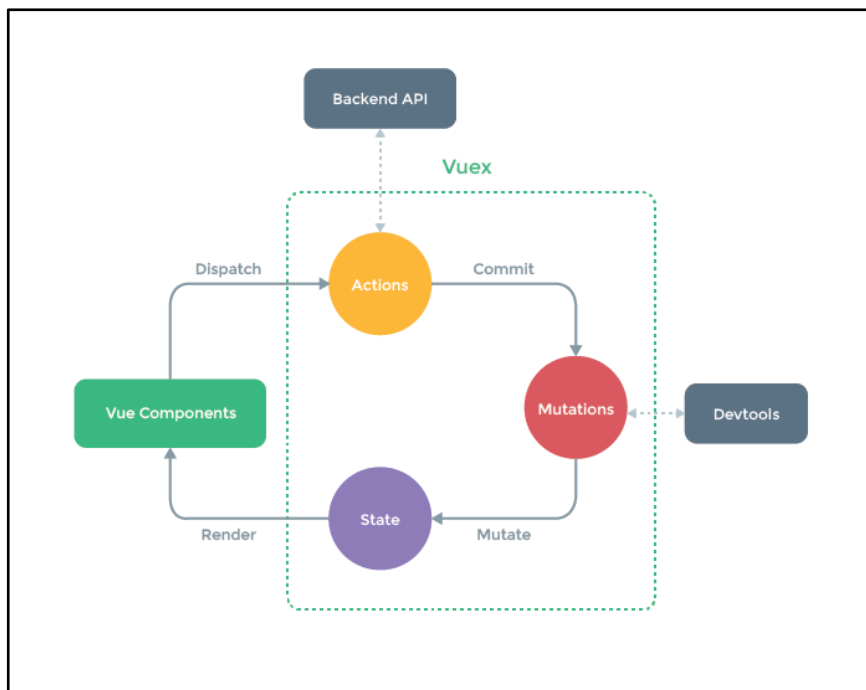 Backend API
Vuex
Dispatch
Actions
Commit
Vue Components
Mutations
Devtools
State
Render
Mutate